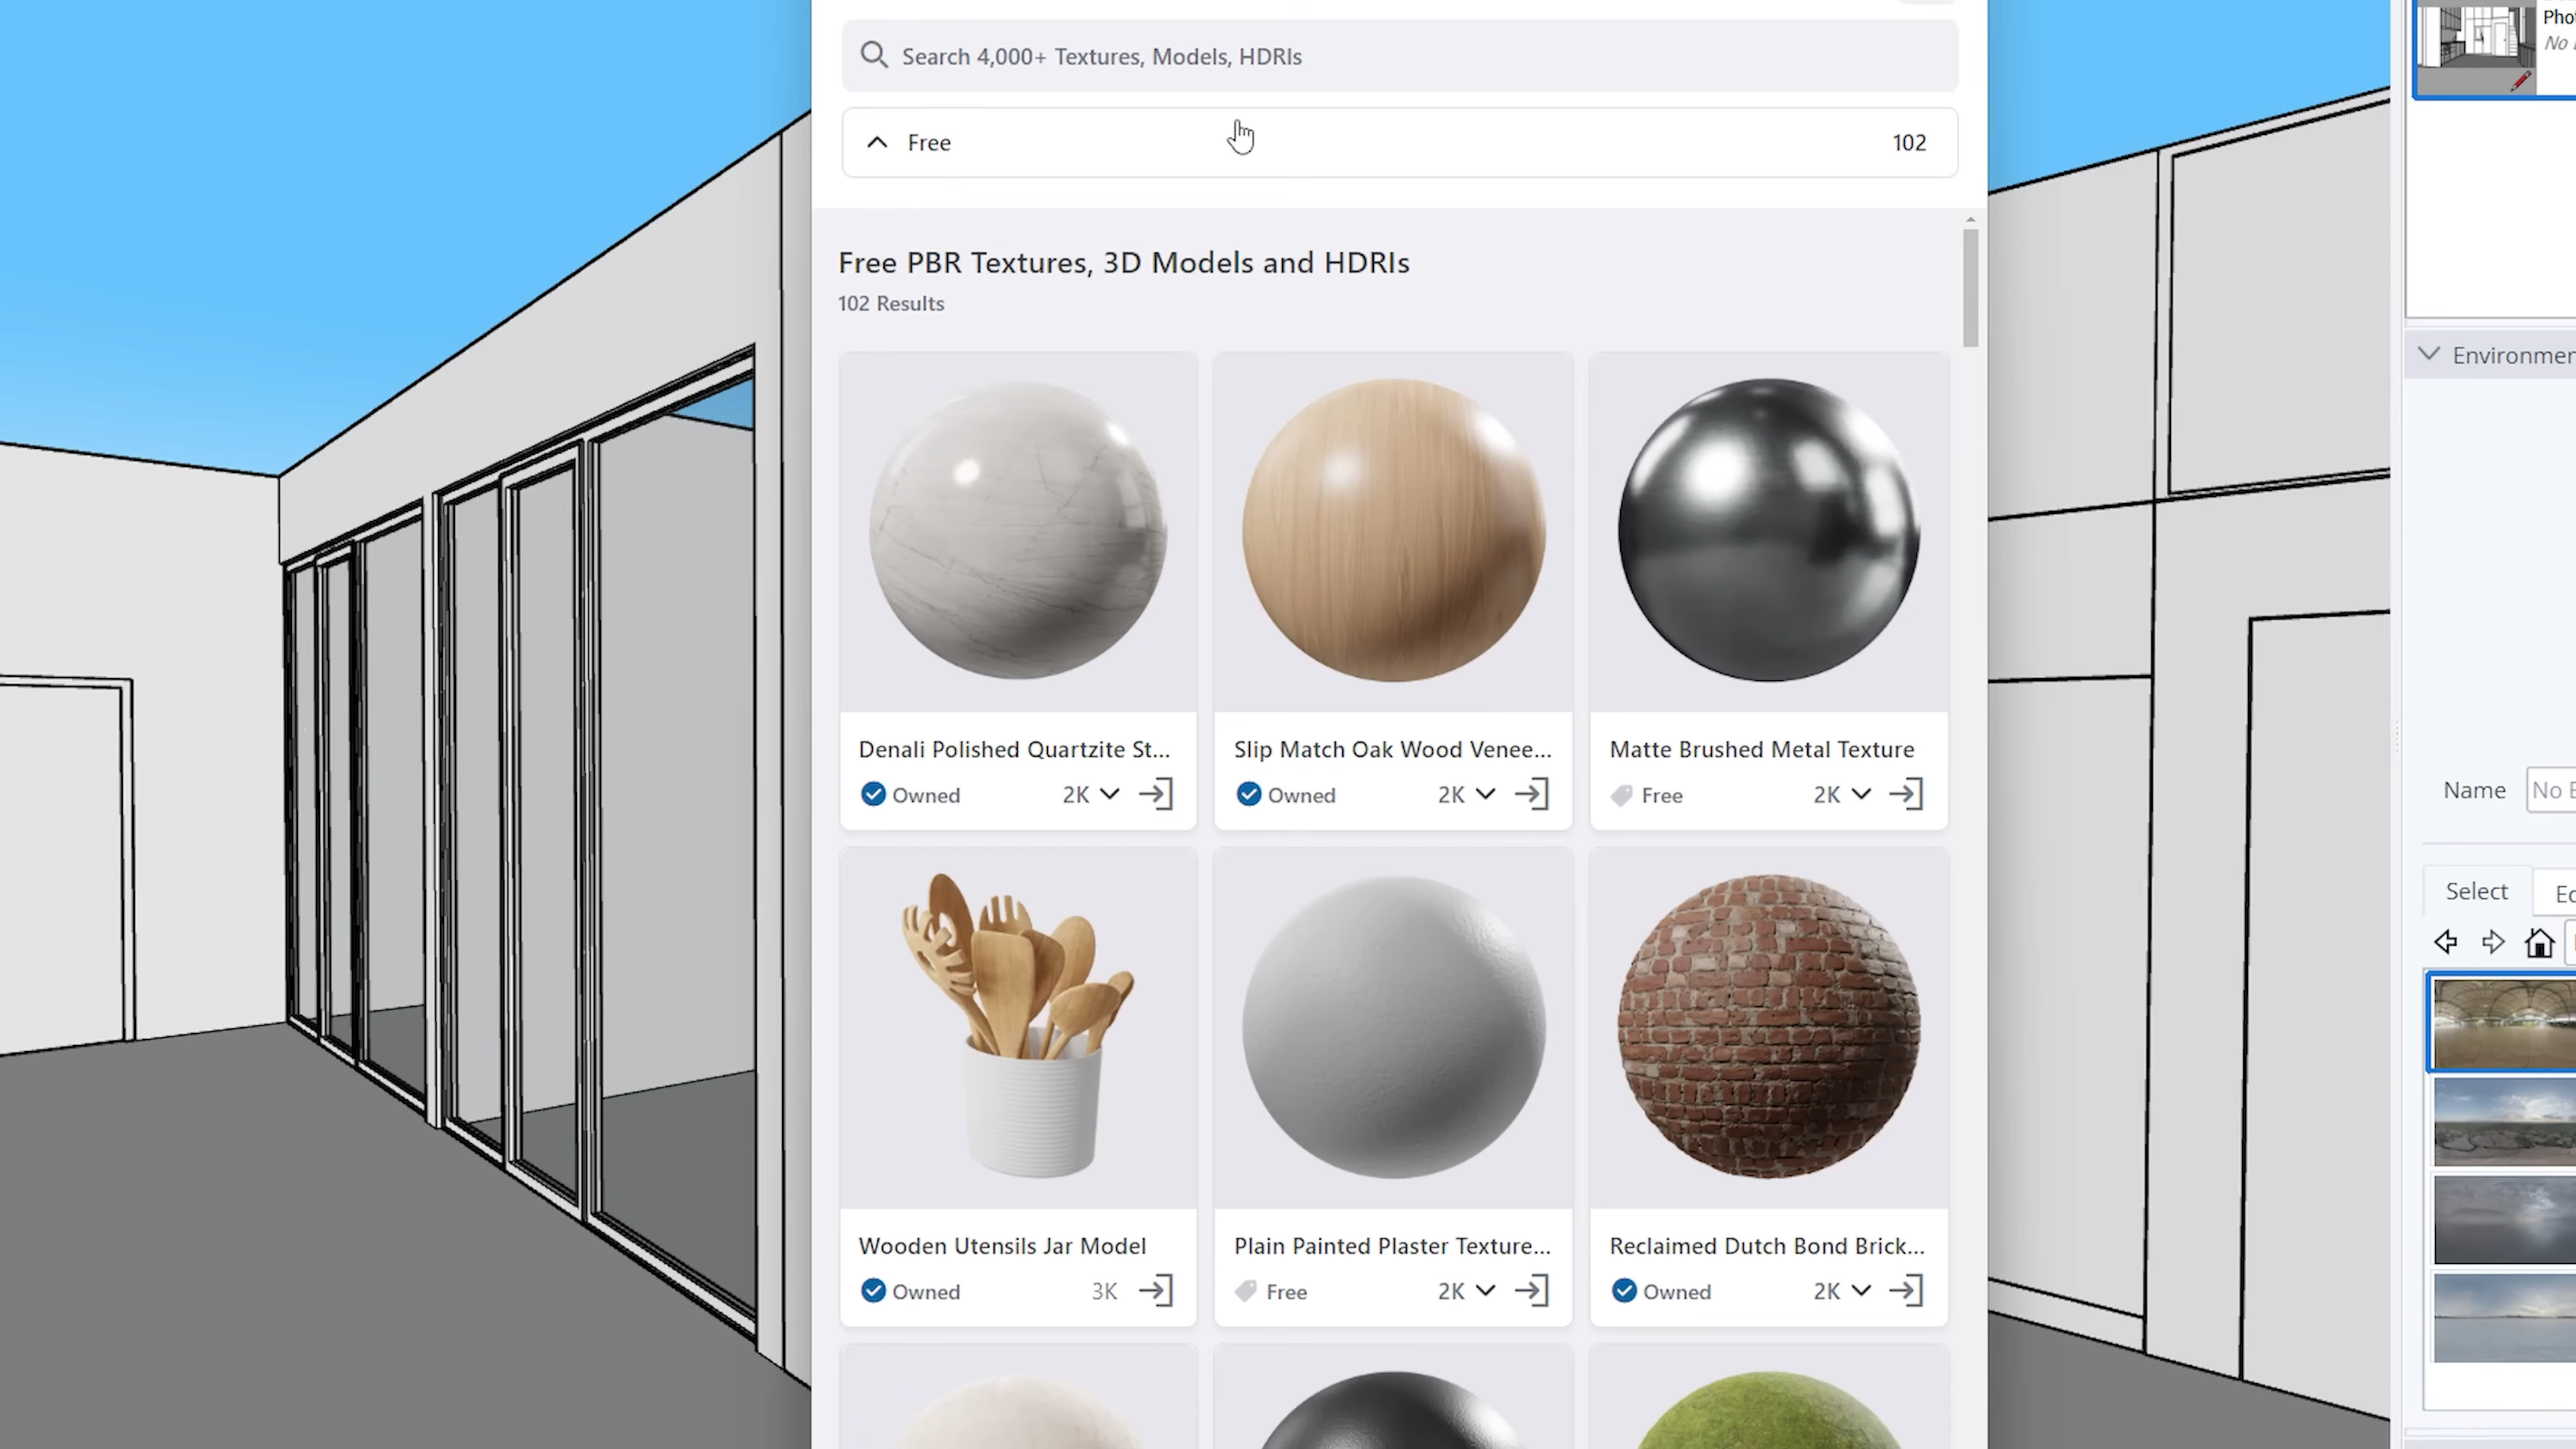 Search 4,000+ Textures, Models, HDRIs
Free 102
Free PBR Textures, 3D Models and HDRIs
102 Results
Denali Polished Quartzite St...
Owned 2K
Slip Match Oak Wood Venee...
Owned 2K
Matte Brushed Metal Texture
Free 2K
Wooden Utensils Jar Model
Owned 3K
Plain Painted Plaster Texture...
Free 2K
Reclaimed Dutch Bond Brick...
Owned 2K
Pho
No
Environmen
Name No
Select